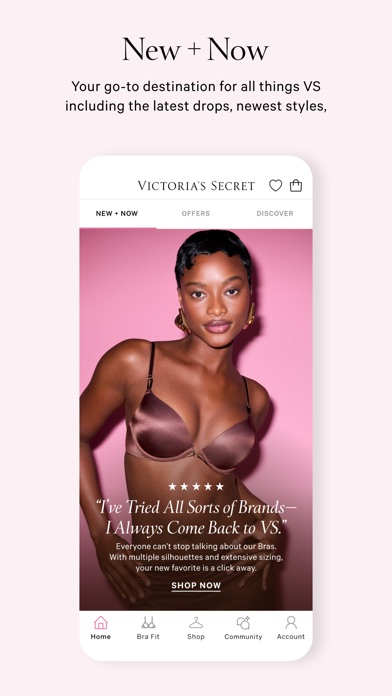 New + Now
Your go-to destination for all things VS
including the latest drops, newest styles,
VICTORIA'S SECRET
NEW + NOW
OFFERS
DISCOVER
“I've Tried All Sorts of Brands—
I Always Come Back to VS.”
Everyone can't stop talking about our Bras.
With multiple silhouettes and extensive sizing,
your new favorite is a click away.
SHOP NOW
Home
Bra Fit
Shop
Community
Account